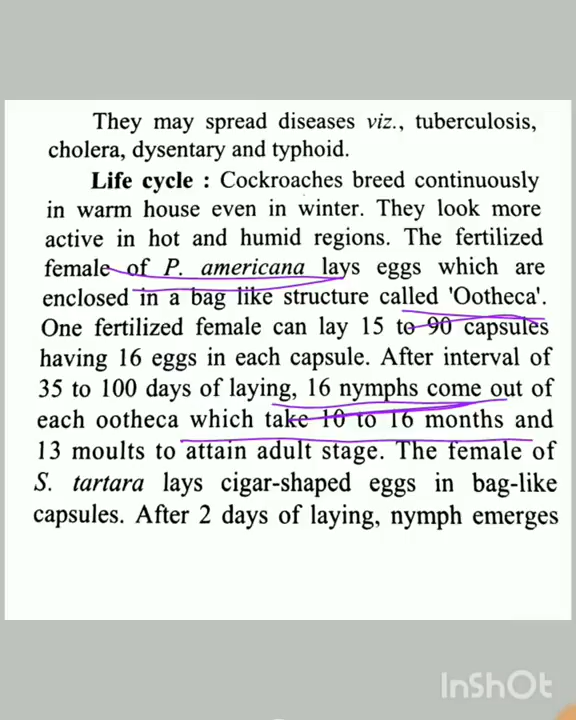 They may spread diseases viz., tuberculosis,
cholera, dysentary and typhoid.
Life cycle : Cockroaches breed continuously
in warm house even in winter. They look more
active in hot and humid regions. The fertilized
female of P. americana lays eggs which are
enclosed in a bag like structure called 'Ootheca'.
One fertilized female can lay 15 to 90 capsules
having 16 eggs in each capsule. After interval of
35 to 100 days of laying, 16 nymphs come out of
each ootheca which take 10 to 16 months and
13 moults to attain adult stage. The female of
S. tartara lays cigar-shaped eggs in bag-like
capsules. After 2 days of laying, nymph emerges
InShOt